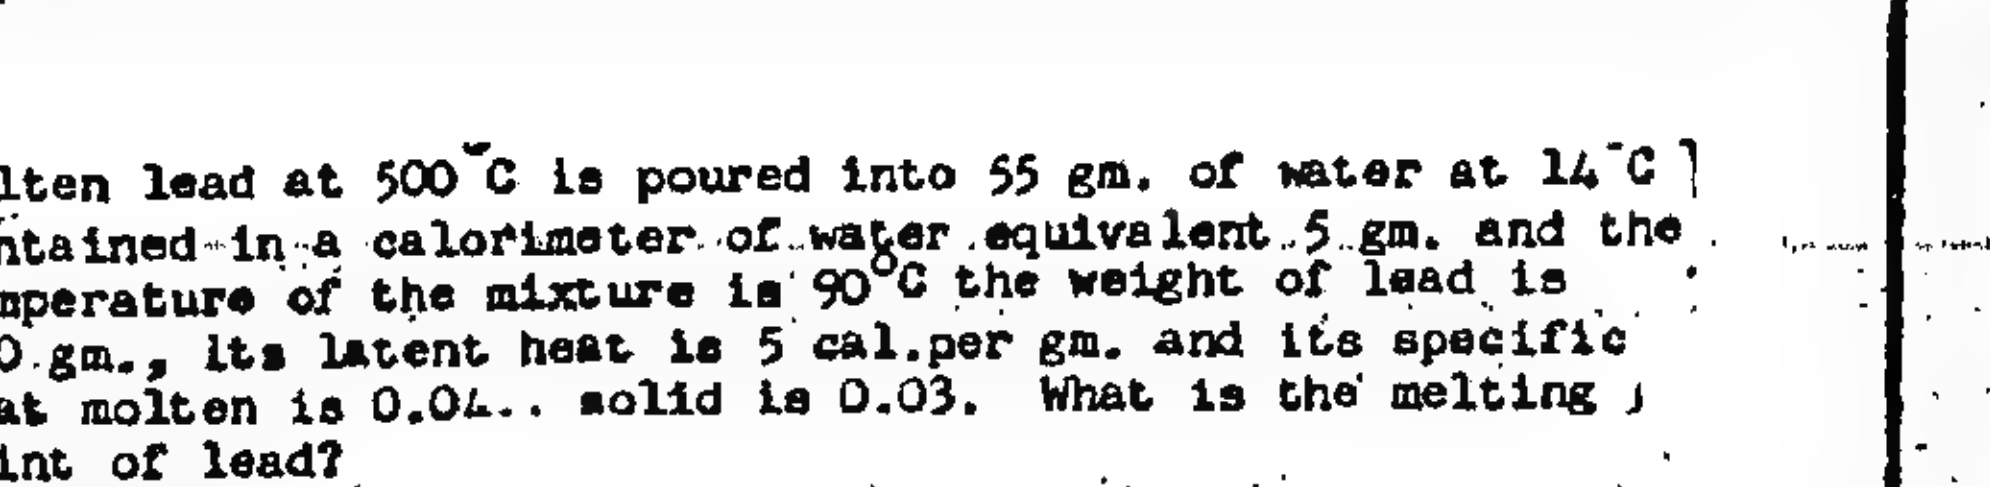 lten lead at 500°C is poured into 55 gm. of water at 14°C
ntained in a calorimeter of water equivalent 5 gm. and the
mperature of the mixture is 90°C the weight of lead is
0 gm., its latent heat is 5 cal.per gm. and its specific
at molten is 0.04.. solid is 0.03. What is the melting
int of lead?